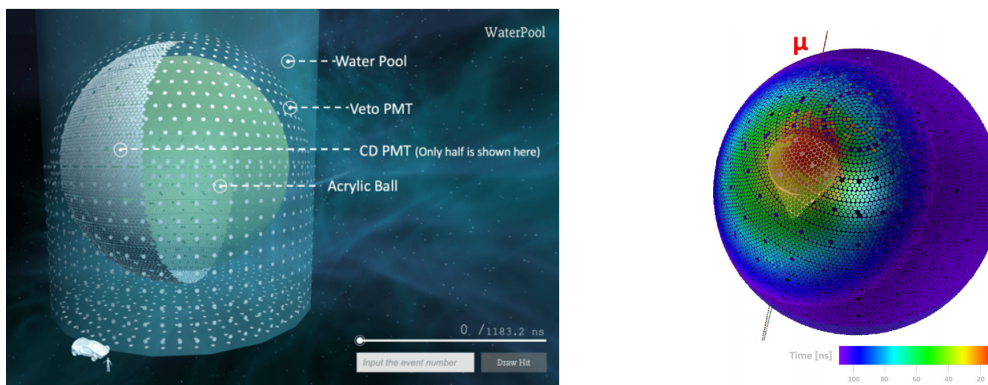 WaterPool
Water Pool
Veto PMT
CD PMT (Only half is shown here)
Acrylic Ball
0. /1183.2 ns
Input the event number
Draw Hit
μ
Time [ns]
100 80 60 40 20